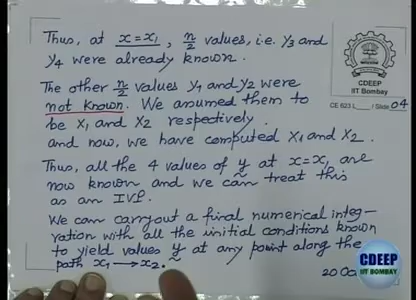 Thus, at x = x₁, n/2 values, i.e. y₃ and
y₄ were already known.
The other n/2 values y₁ and y₂ were
not known. We assumed them to
be X₁ and X₂ respectively.
and now, we have computed X₁ and X₂.
Thus, all the 4 values of y at x = x₁ are
now known and we can treat this
as an IVP.
We can carryout a final numerical integ-
ration with all the initial conditions known
to yield values y at any point along the
path x₁ → x₂.
CDEEP
IIT Bombay
CE 623 L___/ Slide 04
CDEEP
IIT BOMBAY